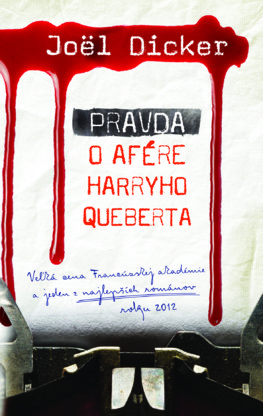 Joël Dicker
PRAVDA
O AFÉRE
HARRYHO
QUEBERTA
Veľká cena Francúzskej akadémie
a jeden z najlepších románov
roku 2012